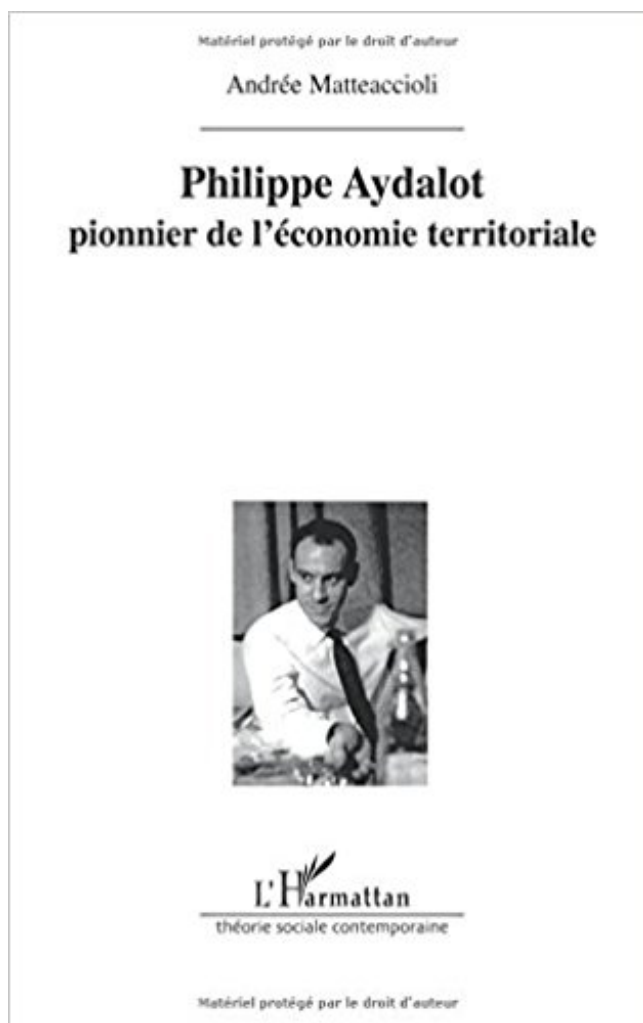 Matériel protégé par le droit d'auteur
Andrée Matteaccioli
Philippe Aydalot
pionnier de l'économie territoriale
L'Harmattan
théorie sociale contemporaine
Matériel protégé par le droit d'auteur